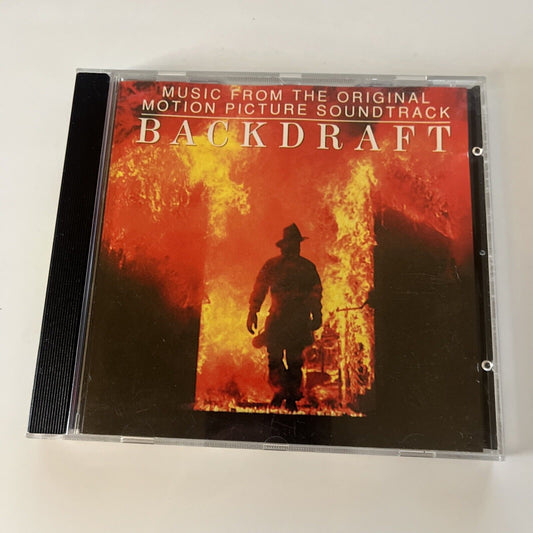 MUSIC FROM THE ORIGINAL
MOTION PICTURE SOUNDTRACK
BACKDRAFT